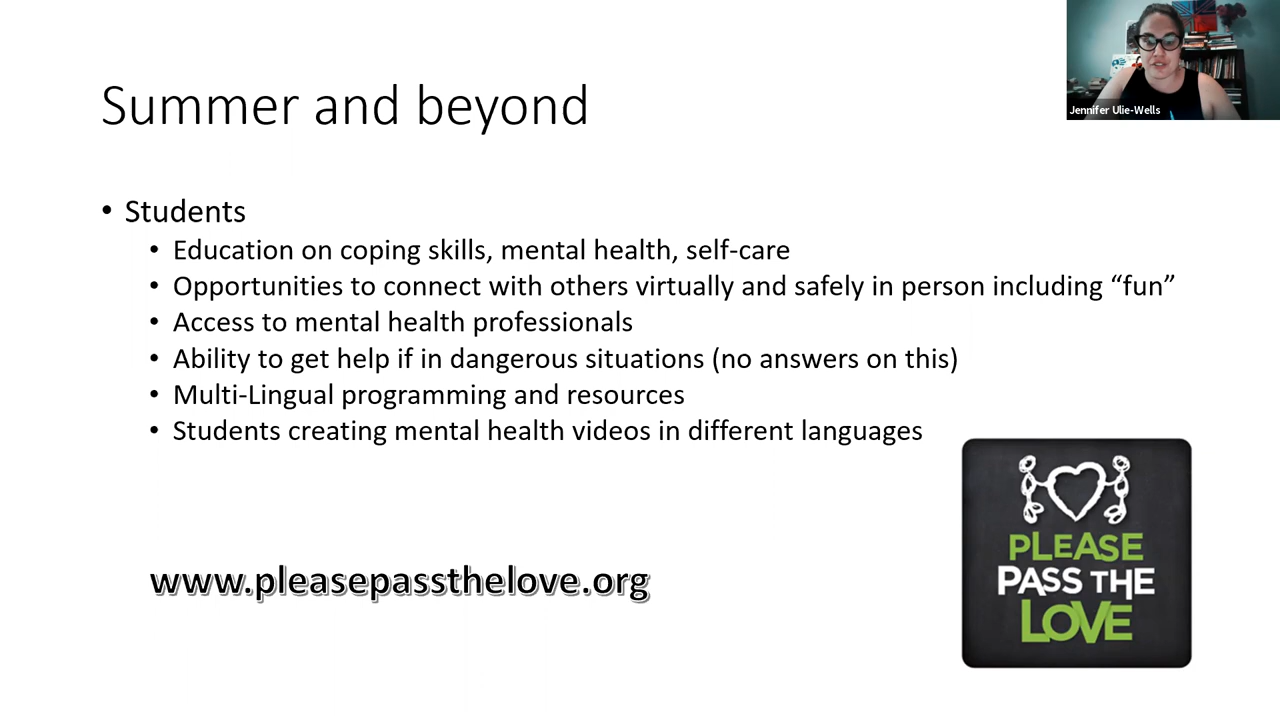 Jennifer Ulie-Wells
Summer and beyond
• Students
• Education on coping skills, mental health, self-care
• Opportunities to connect with others virtually and safely in person including “fun”
• Access to mental health professionals
• Ability to get help if in dangerous situations (no answers on this)
• Multi-Lingual programming and resources
• Students creating mental health videos in different languages
www.pleasepassthelove.org
PLEASE
PASS THE
LOVE